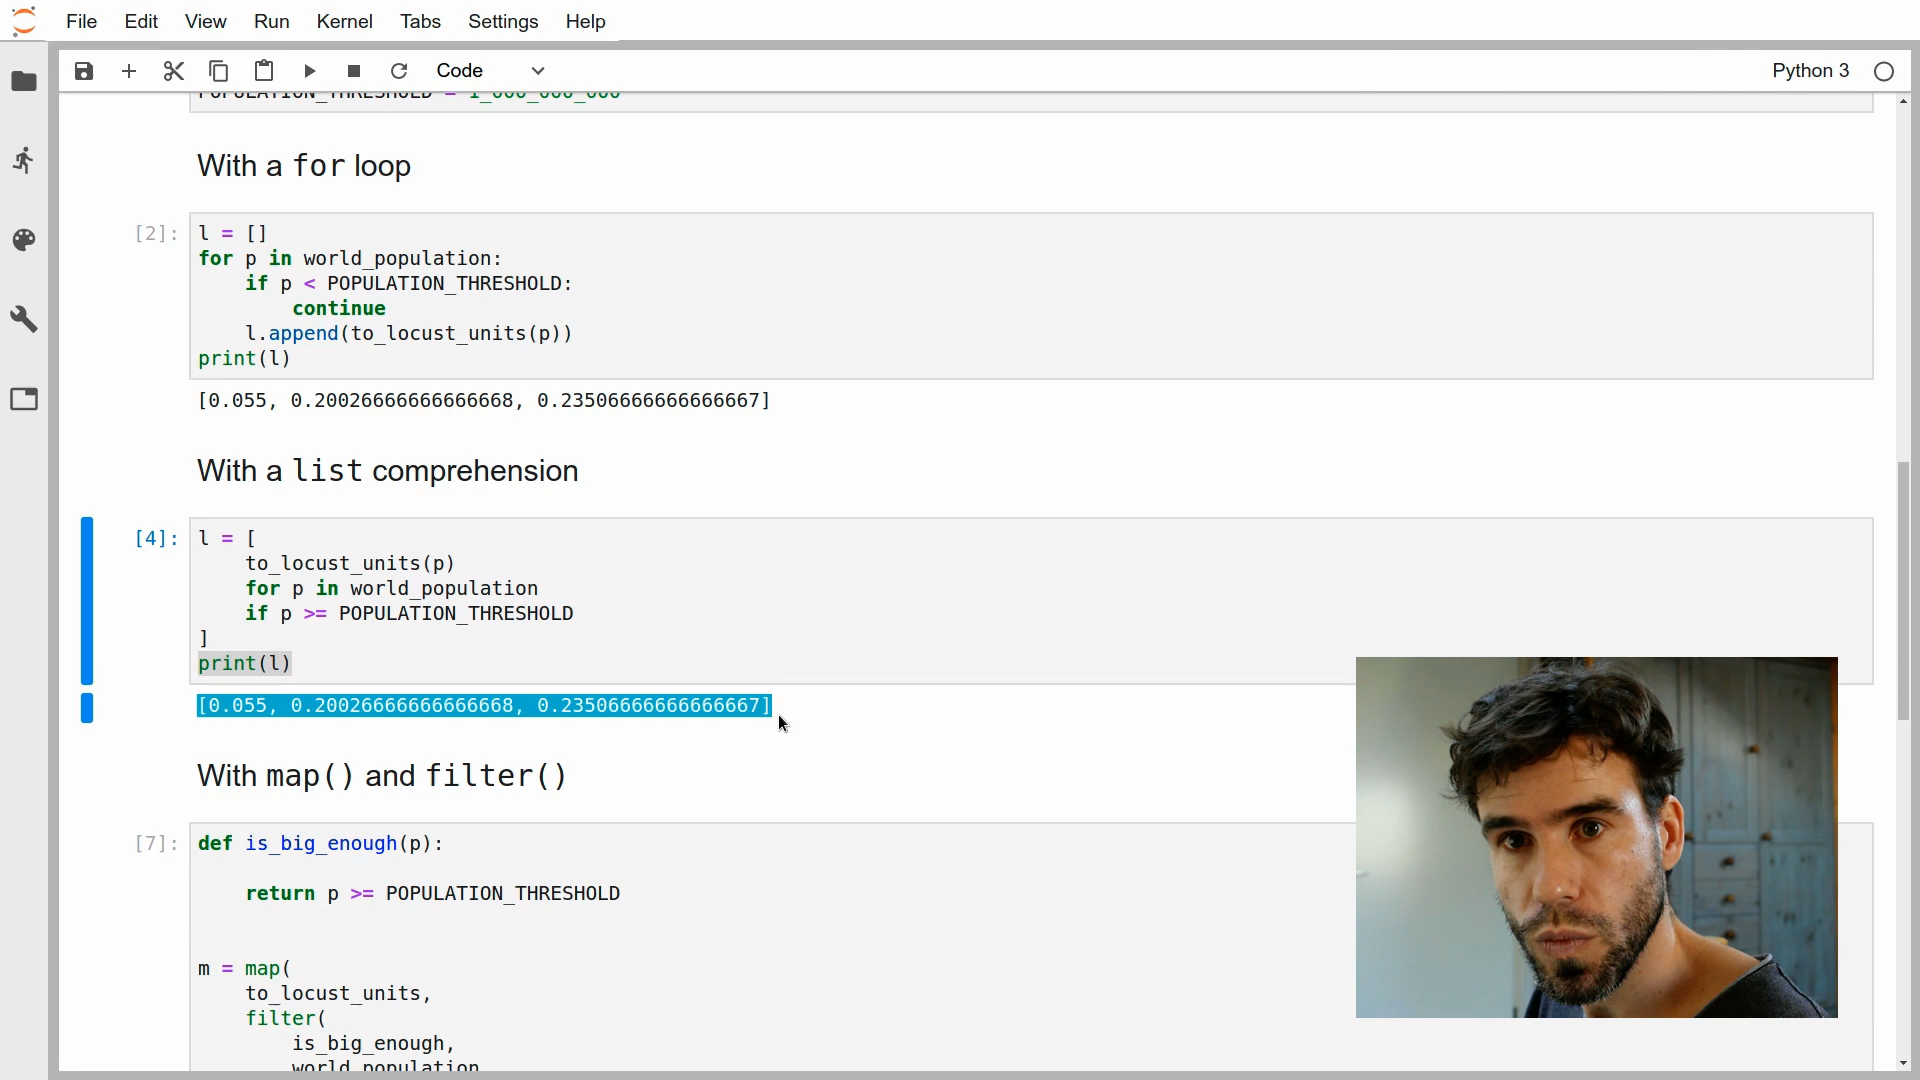 File Edit View Run Kernel Tabs Settings Help
Code
Python 3
POPULATION_THRESHOLD = 1_000_000_000
With a for loop
[2]:
l = []
for p in world_population:
    if p < POPULATION_THRESHOLD:
        continue
    l.append(to_locust_units(p))
print(l)
[0.055, 0.20026666666666668, 0.23506666666666667]
With a list comprehension
[4]:
l = [
    to_locust_units(p)
    for p in world_population
    if p >= POPULATION_THRESHOLD
]
print(l)
[0.055, 0.20026666666666668, 0.23506666666666667]
With map() and filter()
[7]:
def is_big_enough(p):
    return p >= POPULATION_THRESHOLD
m = map(
    to_locust_units,
    filter(
        is_big_enough,
        world_population